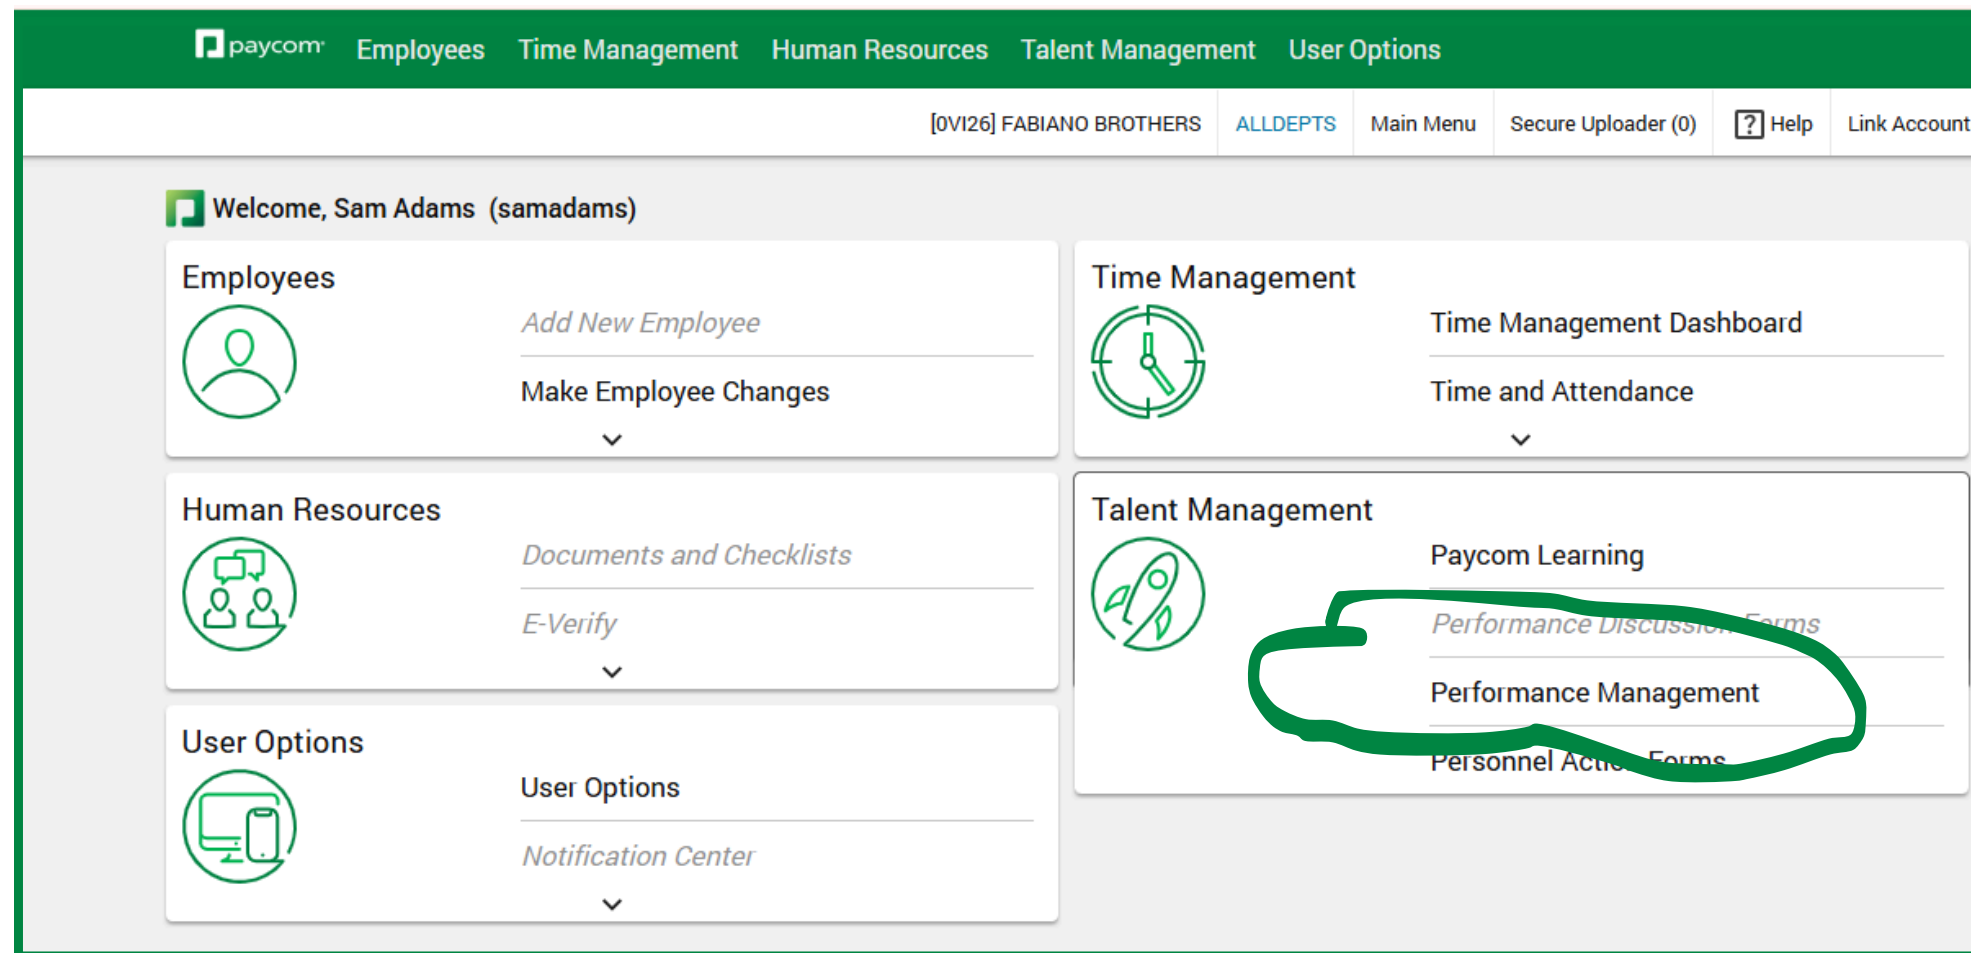 paycom Employees Time Management Human Resources Talent Management User Options
[0VI26] FABIANO BROTHERS ALLDEPTS Main Menu Secure Uploader (0) ? Help Link Account
Welcome, Sam Adams (samadams)
Employees
Add New Employee
Make Employee Changes
Time Management
Time Management Dashboard
Time and Attendance
Human Resources
Documents and Checklists
E-Verify
Talent Management
Paycom Learning
Performance Discussion Forms
Performance Management
Personnel Action Forms
User Options
User Options
Notification Center